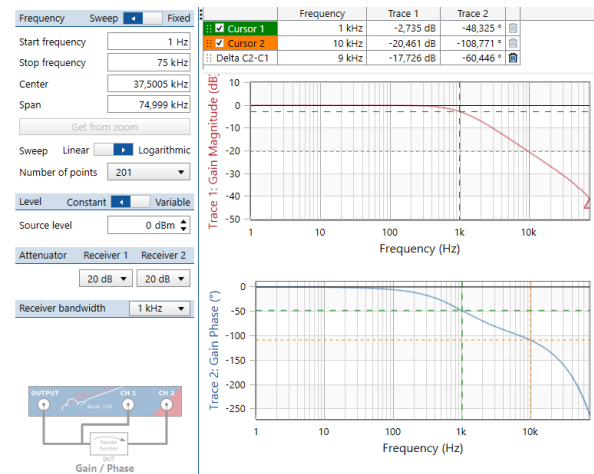 Frequency Sweep Fixed
Start frequency 1 Hz
Stop frequency 75 kHz
Center 37,5005 kHz
Span 74,999 kHz
Get from zoom
Sweep Linear Logarithmic
Number of points 201
Level Constant Variable
Source level 0 dBm
Attenuator Receiver 1 Receiver 2
20 dB 20 dB
Receiver bandwidth 1 kHz
OUTPUT CH 1 CH 2
Bode 100
Transfer
function
DUT
Gain / Phase
Frequency Trace 1 Trace 2
Cursor 1 1 kHz -2,735 dB -48,325 °
Cursor 2 10 kHz -20,461 dB -108,771 °
Delta C2-C1 9 kHz -17,726 dB -60,446 °
Trace 1: Gain Magnitude (dB)
10
0
-10
-20
-30
-40
-50
1 10 100 1k 10k
Frequency (Hz)
Trace 2: Gain Phase (°)
0
-50
-100
-150
-200
-250
1 10 100 1k 10k
Frequency (Hz)